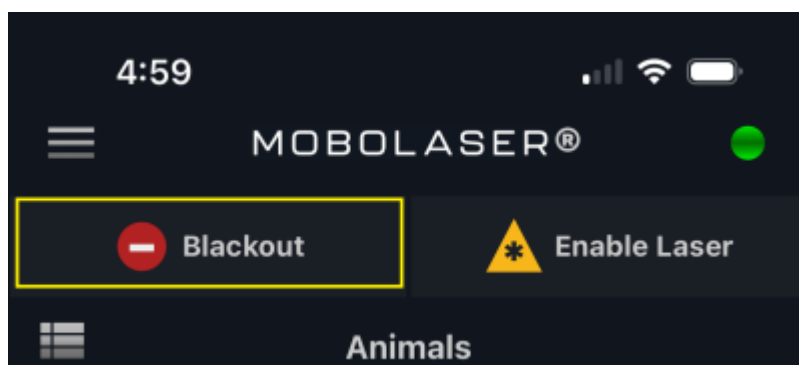 4:59
MOBOLASER®
Blackout
Enable Laser
Animals